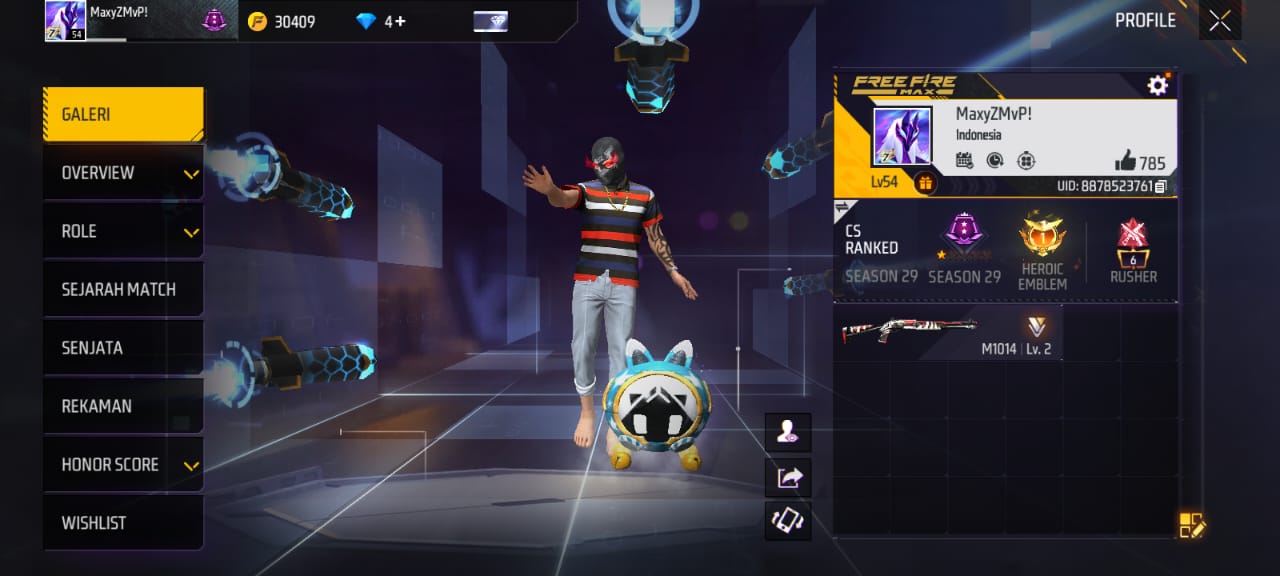 MaxyZMvP!
54
30409
4+
PROFILE
GALERI
OVERVIEW
ROLE
SEJARAH MATCH
SENJATA
REKAMAN
HONOR SCORE
WISHLIST
FREE FIRE
MAX
MaxyZMvP!
Indonesia
785
Lv54
UID: 8878523761
CS
RANKED
SEASON 29
SEASON 29
HEROIC
EMBLEM
6
RUSHER
M1014
Lv. 2